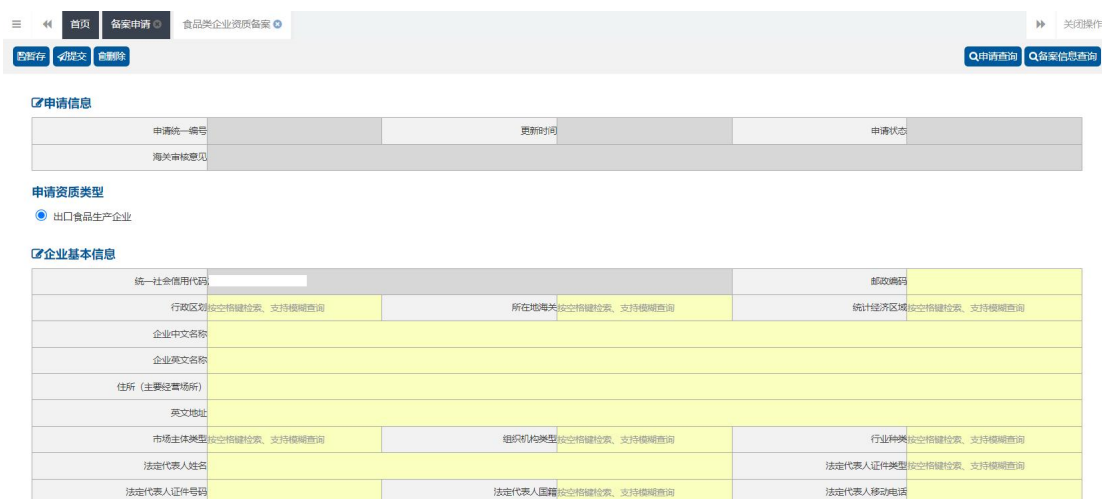 首页 备案申请 食品类企业资质备案 关闭操作
暂存 提交 删除 申请查询 备案信息查询
申请信息
申请统一编号 更新时间 申请状态
海关审核意见
申请资质类型
出口食品生产企业
企业基本信息
统一社会信用代码 邮政编码
行政区划 按空格键检索、支持模糊查询 所在地海关 按空格键检索、支持模糊查询 统计经济区域 按空格键检索、支持模糊查询
企业中文名称
企业英文名称
住所（主要经营场所）
英文地址
市场主体类型 按空格键检索、支持模糊查询 组织机构类型 按空格键检索、支持模糊查询 行业种类 按空格键检索、支持模糊查询
法定代表人姓名 法定代表人证件类型 按空格键检索、支持模糊查询
法定代表人证件号码 法定代表人国籍 按空格键检索、支持模糊查询 法定代表人移动电话